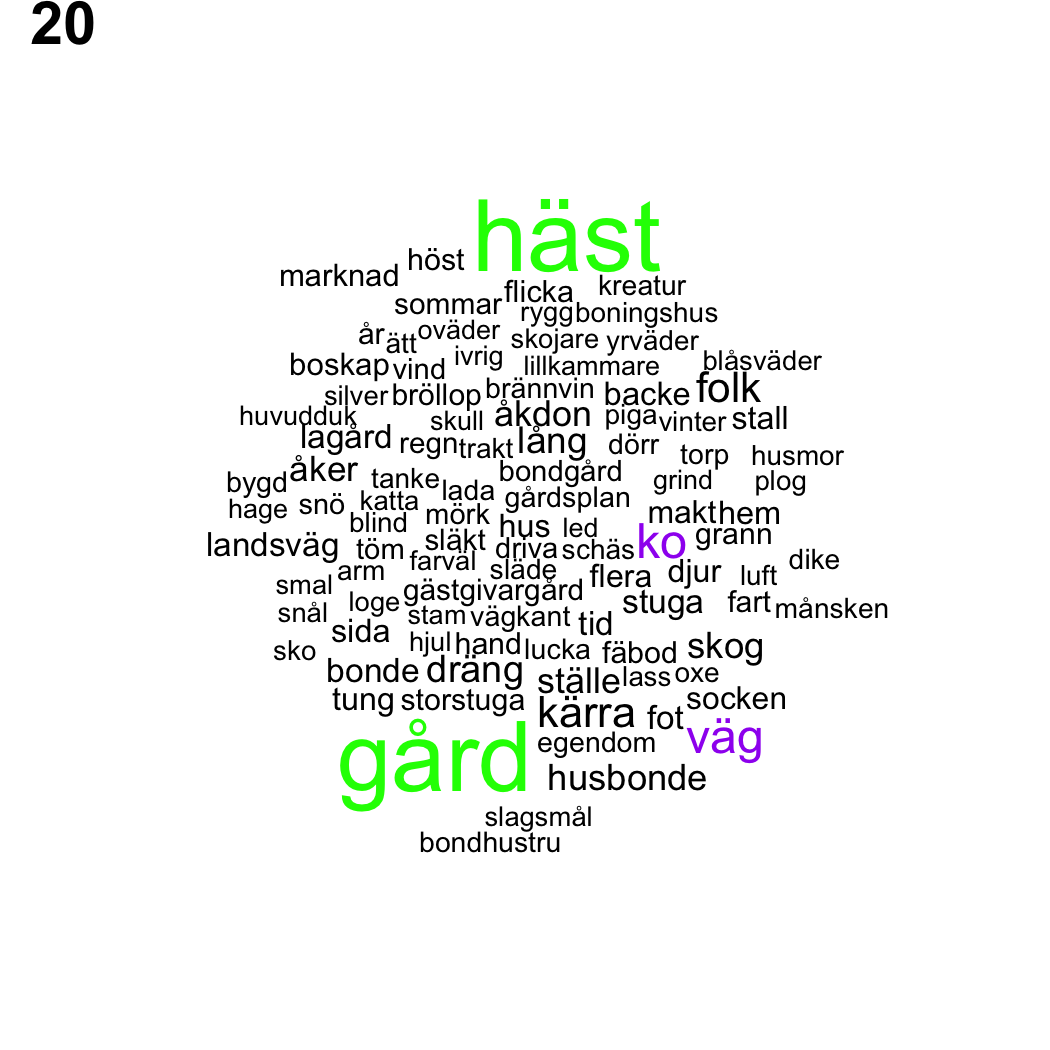 20
häst
höst
marknad
flicka kreatur
sommar
rygg boningshus
år ätt oväder skojare yrväder
ivrig
boskap vind lillkammare blåsväder
silver bröllop brännvin backe folk
huvudduk skull åkdon piga vinter stall
lagård regn trakt lång dörr
torp husmor
bygd åker tanke lada bondgård grind plog
hage snö katta gårdsplan
blind mörk hus led makt hem
landsväg töm släkt driva schäs ko grann
arm farväl släde flera djur luft dike
smal gästgivargård
snål loge stam vägkant tid stuga fart månsken
sko sida hjul hand lucka fäbod skog
bonde dräng ställe lass oxe
tung storstuga kärra fot socken
gård egendom väg
husbonde
slagsmål
bondhustru